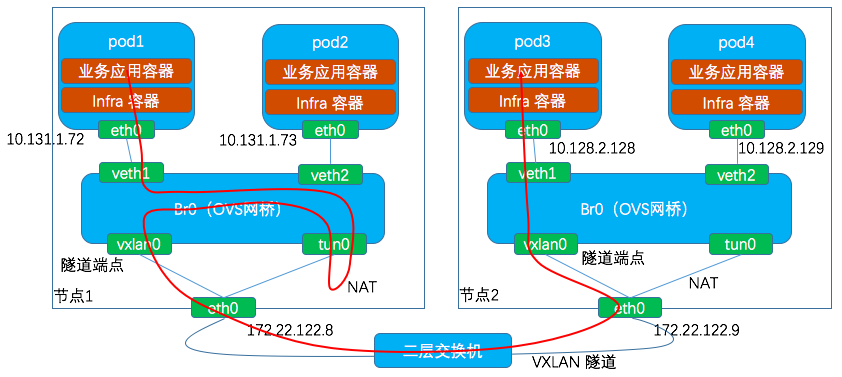 pod1
业务应用容器
Infra 容器
eth0
10.131.1.72
veth1
pod2
业务应用容器
Infra 容器
eth0
10.131.1.73
veth2
Br0（OVS网桥）
vxlan0
tun0
隧道端点
NAT
节点1
eth0
172.22.122.8
pod3
业务应用容器
Infra 容器
eth0
10.128.2.128
veth1
pod4
业务应用容器
Infra 容器
eth0
10.128.2.129
veth2
Br0（OVS网桥）
vxlan0
tun0
隧道端点
NAT
节点2
eth0
172.22.122.9
二层交换机
VXLAN 隧道